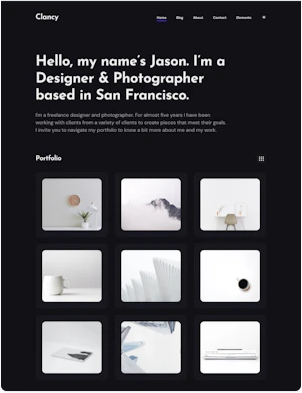 Clancy
Home Blog About Contact Elements
Hello, my name's Jason. I'm a
Designer & Photographer
based in San Francisco.
I'm a freelance designer and photographer. For almost five years I have been
working with clients from a variety of clients to create pieces that meet their goals.
I invite you to navigate my portfolio to know a bit more about me and my work.
Portfolio